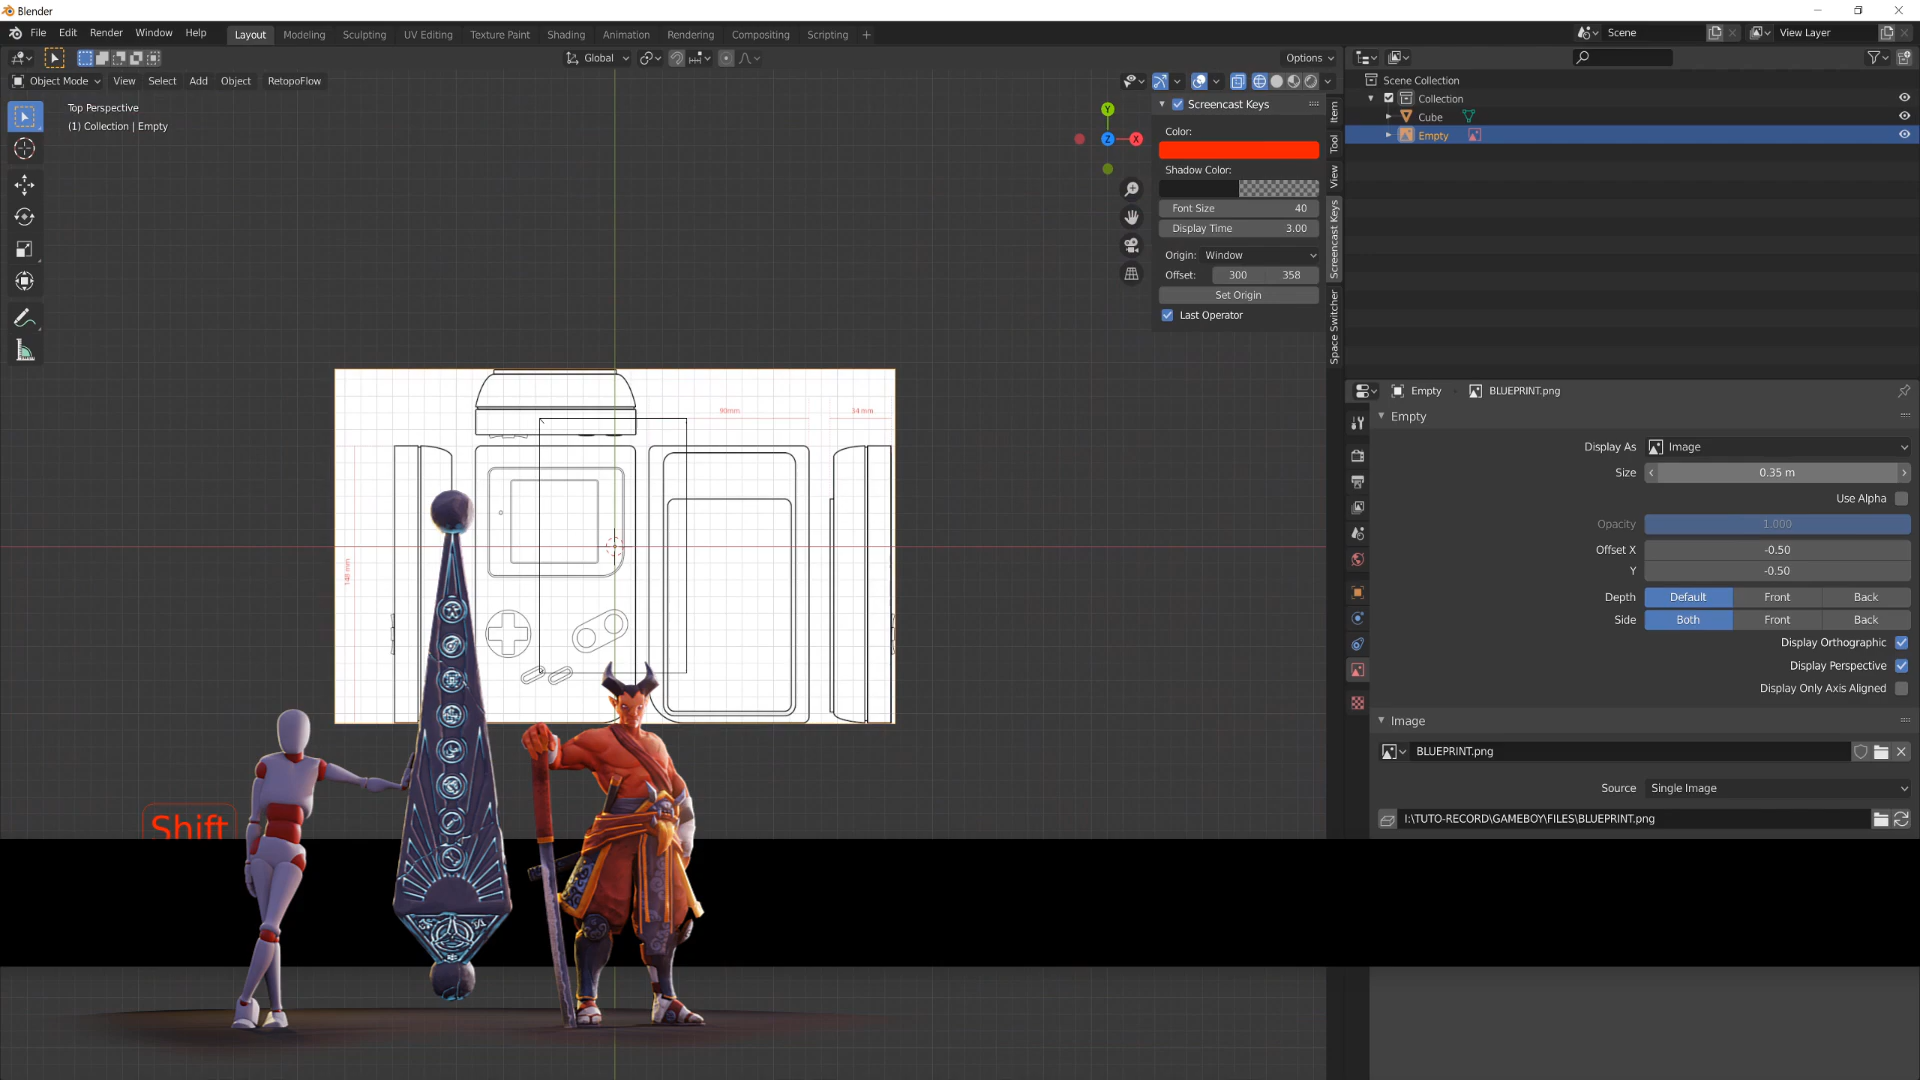 Blender
File Edit Render Window Help
Layout Modeling Sculpting UV Editing Texture Paint Shading Animation Rendering Compositing Scripting +
Scene
View Layer
Global
Options
Object Mode View Select Add Object RetopoFlow
Top Perspective
(1) Collection | Empty
Y
Z
X
Screencast Keys
Color:
Shadow Color:
Font Size 40
Display Time 3.00
Origin: Window
Offset: 300 358
Set Origin
Last Operator
Item
Tool
View
Screencast Keys
Space Switcher
Scene Collection
Collection
Cube
Empty
90mm
34 mm
148 mm
Shift
Empty BLUEPRINT.png
Empty
Display As Image
Size 0.35 m
Use Alpha
Opacity 1.000
Offset X -0.50
Y -0.50
Depth Default Front Back
Side Both Front Back
Display Orthographic
Display Perspective
Display Only Axis Aligned
Image
BLUEPRINT.png
Source Single Image
I:\TUTO-RECORD\GAMEBOY\FILES\BLUEPRINT.png